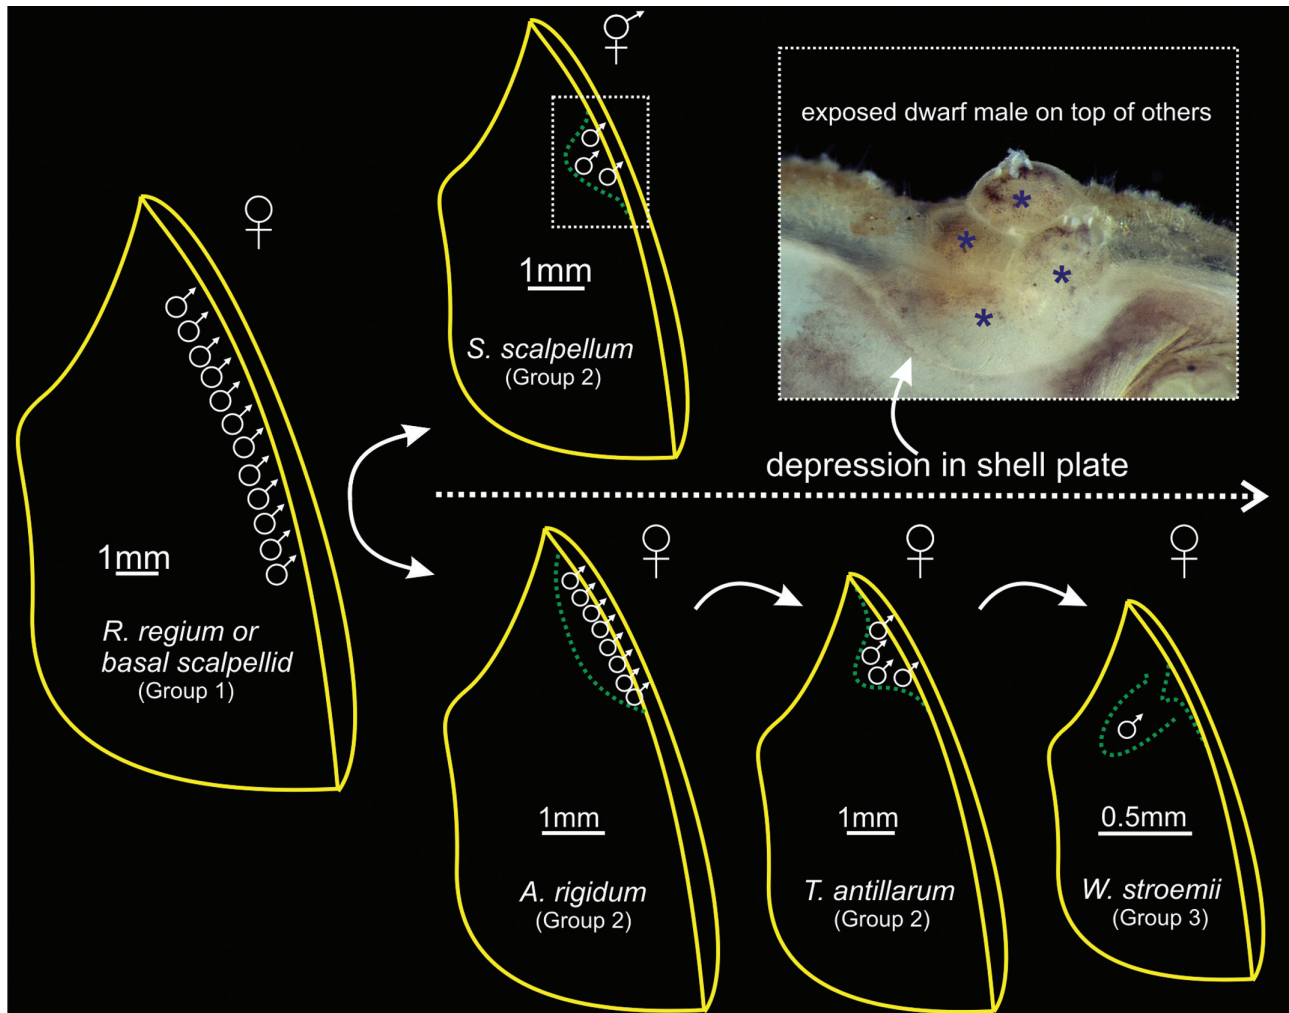 exposed dwarf male on top of others
1mm
S. scalpellum
(Group 2)
depression in shell plate
1mm
R. regium or
basal scalpellid
(Group 1)
1mm
A. rigidum
(Group 2)
1mm
T. antillarum
(Group 2)
0.5mm
W. stroemii
(Group 3)